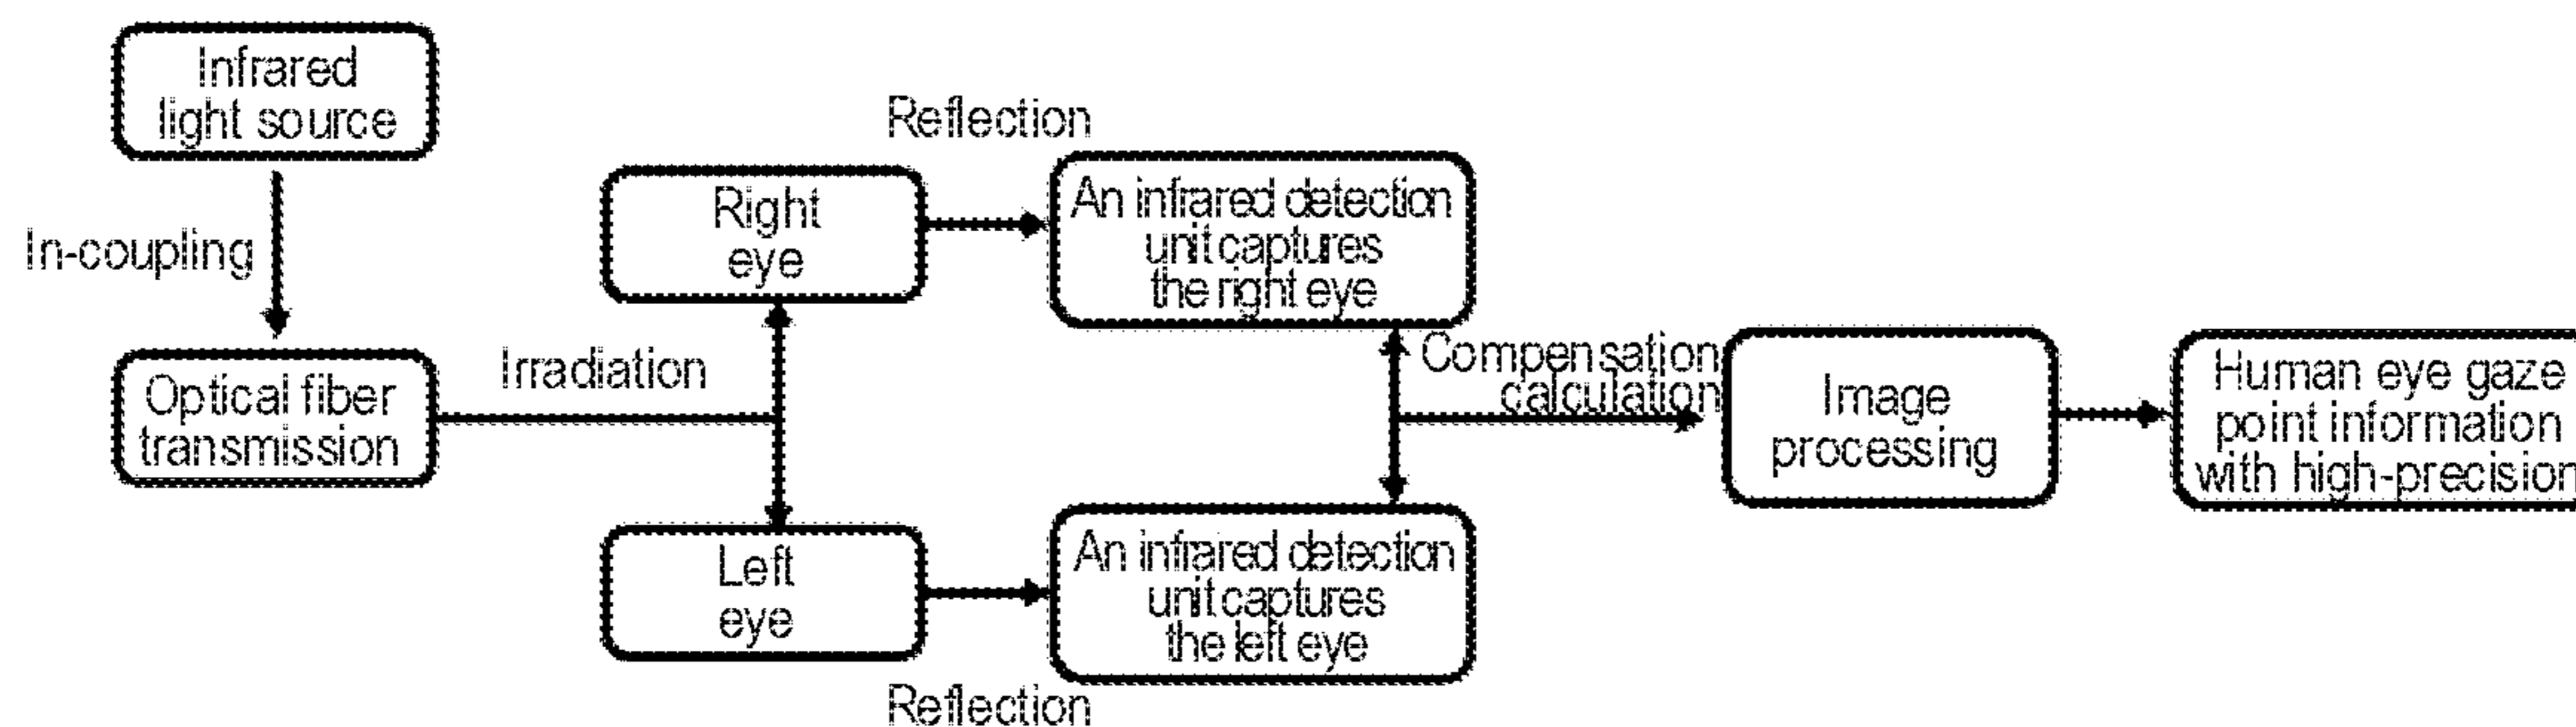 Infrared
light source
In-coupling
Optical fiber
transmission
Irradiation
Right
eye
Left
eye
Reflection
An infrared detection
unit captures
the right eye
Reflection
An infrared detection
unit captures
the left eye
Compensation
calculation
Image
processing
Human eye gaze
point information
with high-precision